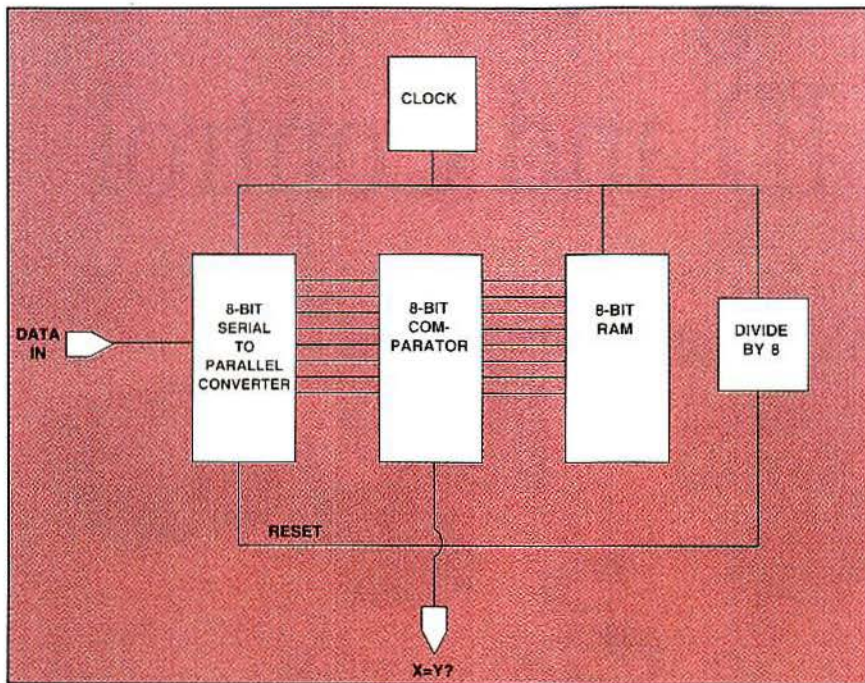 CLOCK
8-BIT
SERIAL
TO
PARALLEL
CONVERTER
8-BIT
COM-
PARATOR
8-BIT
RAM
DIVIDE
BY 8
DATA
IN
RESET
X=Y?